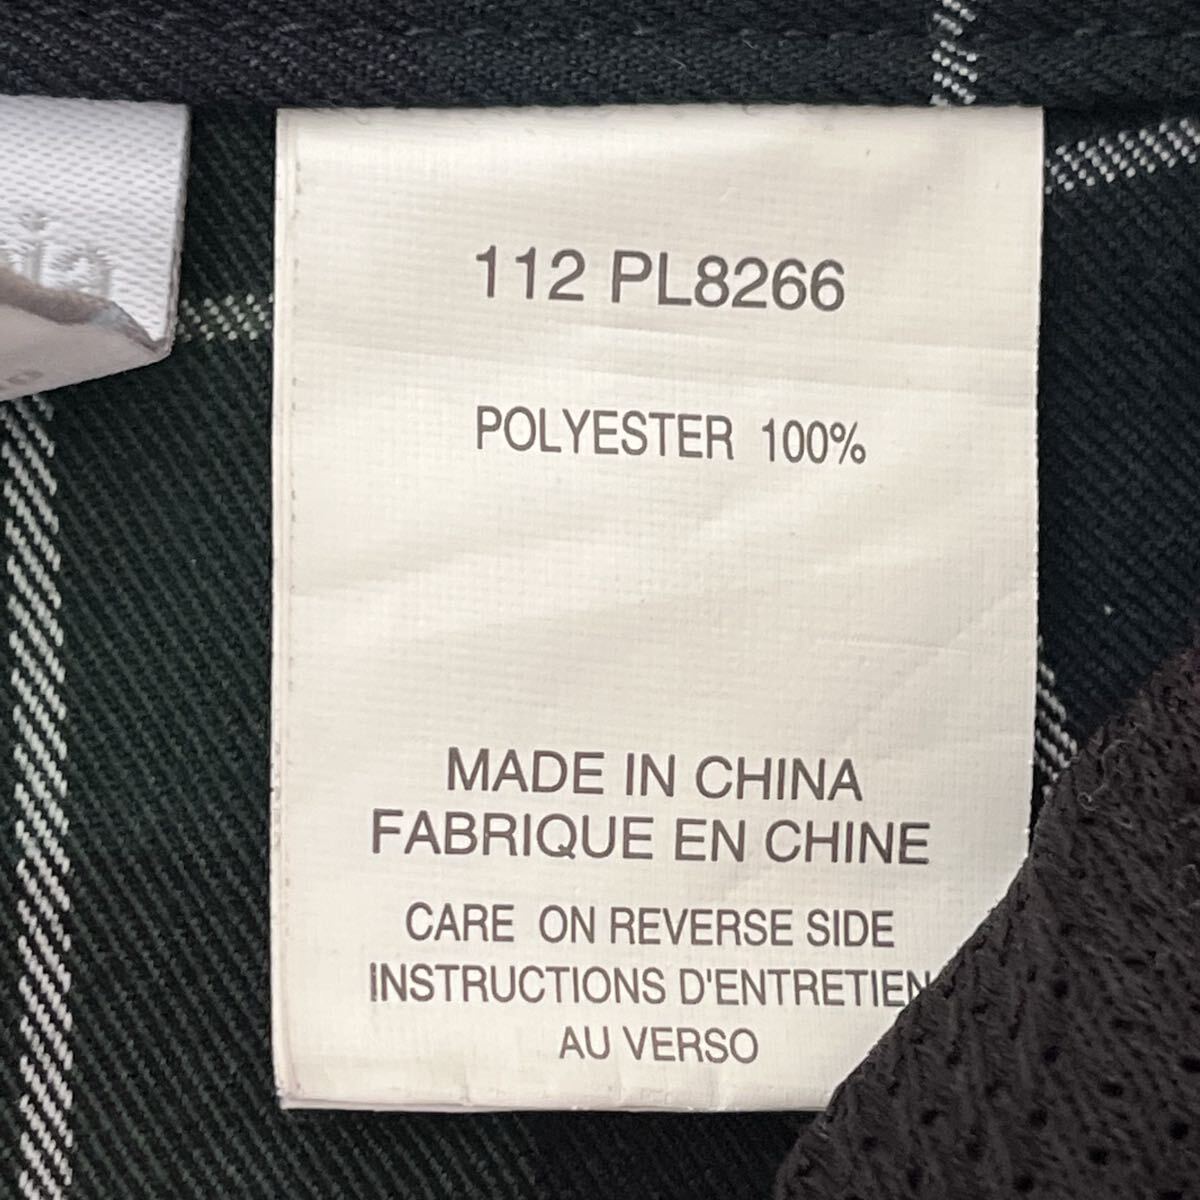 112 PL8266
POLYESTER 100%
MADE IN CHINA
FABRIQUE EN CHINE
CARE ON REVERSE SIDE
INSTRUCTIONS D'ENTRETIEN
AU VERSO